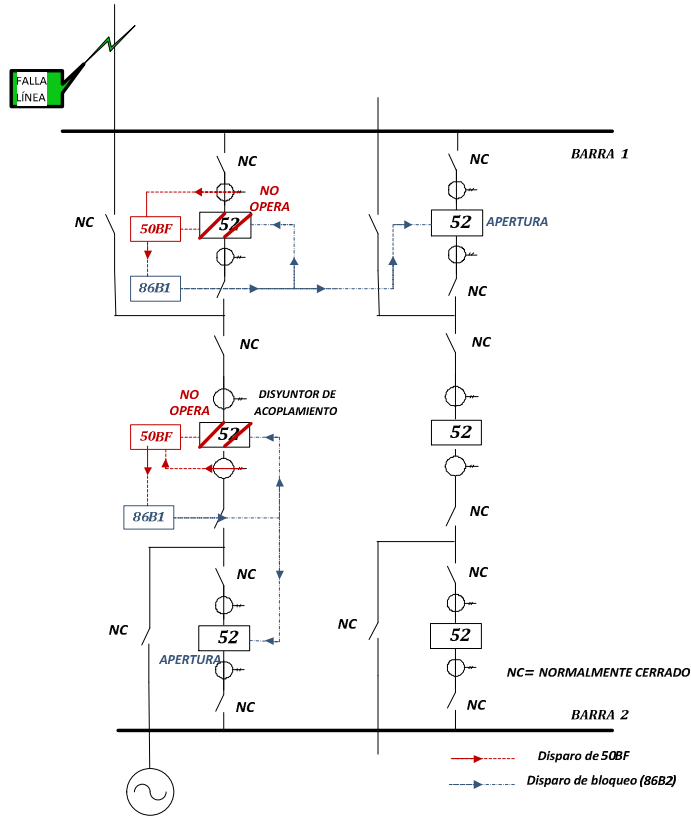 FALLA
LÍNEA
BARRA 1
NC
NC
NO
OPERA
NC
50BF
52
52
APERTURA
86B1
NC
NC
NC
NO
OPERA
DISYUNTOR DE
ACOPLAMIENTO
50BF
52
52
86B1
NC
NC
NC
NC
NC
52
52
APERTURA
NC= NORMALMENTE CERRADO
NC
NC
BARRA 2
Disparo de 50BF
Disparo de bloqueo (86B2)